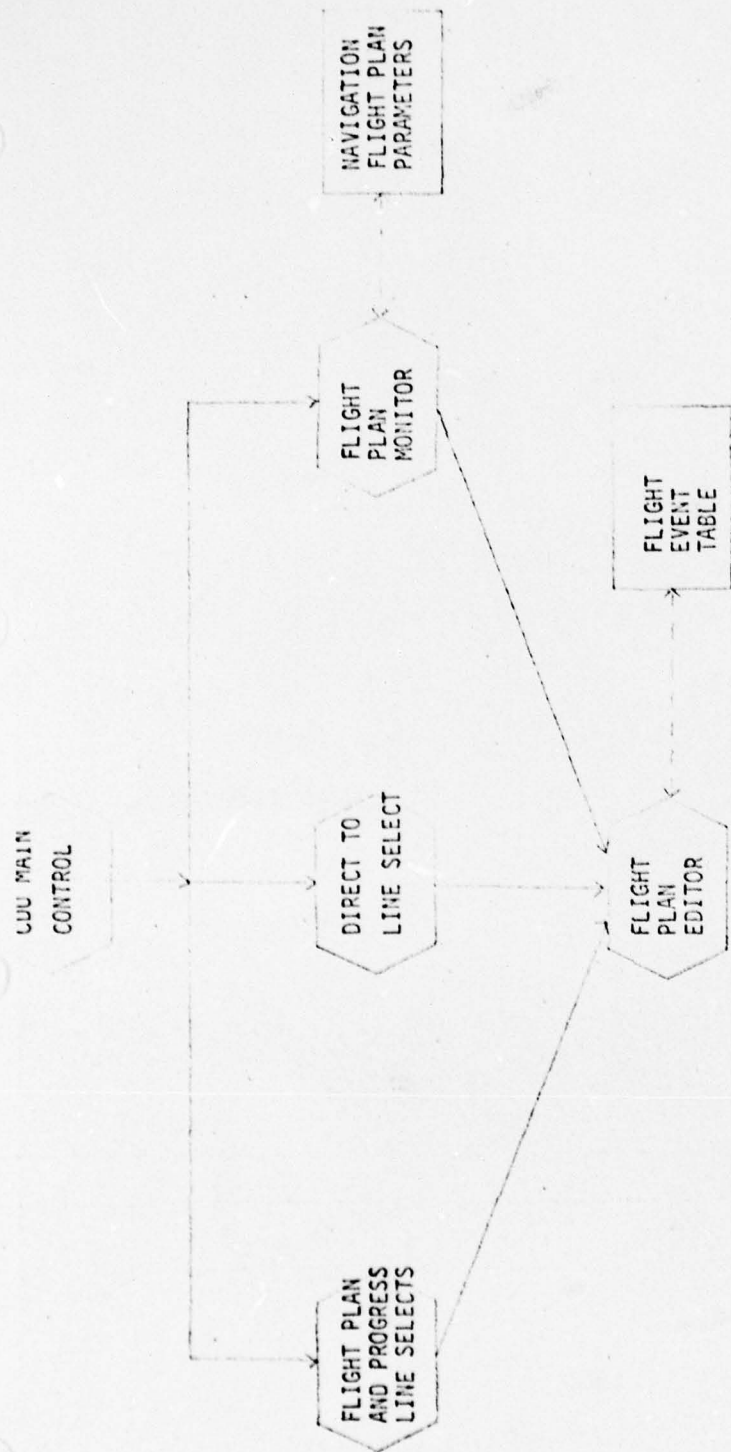 CDU MAIN
CONTROL
FLIGHT PLAN
AND PROGRESS
LINE SELECTS
DIRECT TO
LINE SELECT
FLIGHT
PLAN
MONITOR
NAVIGATION
FLIGHT PLAN
PARAMETERS
FLIGHT
PLAN
EDITOR
FLIGHT
EVENT
TABLE